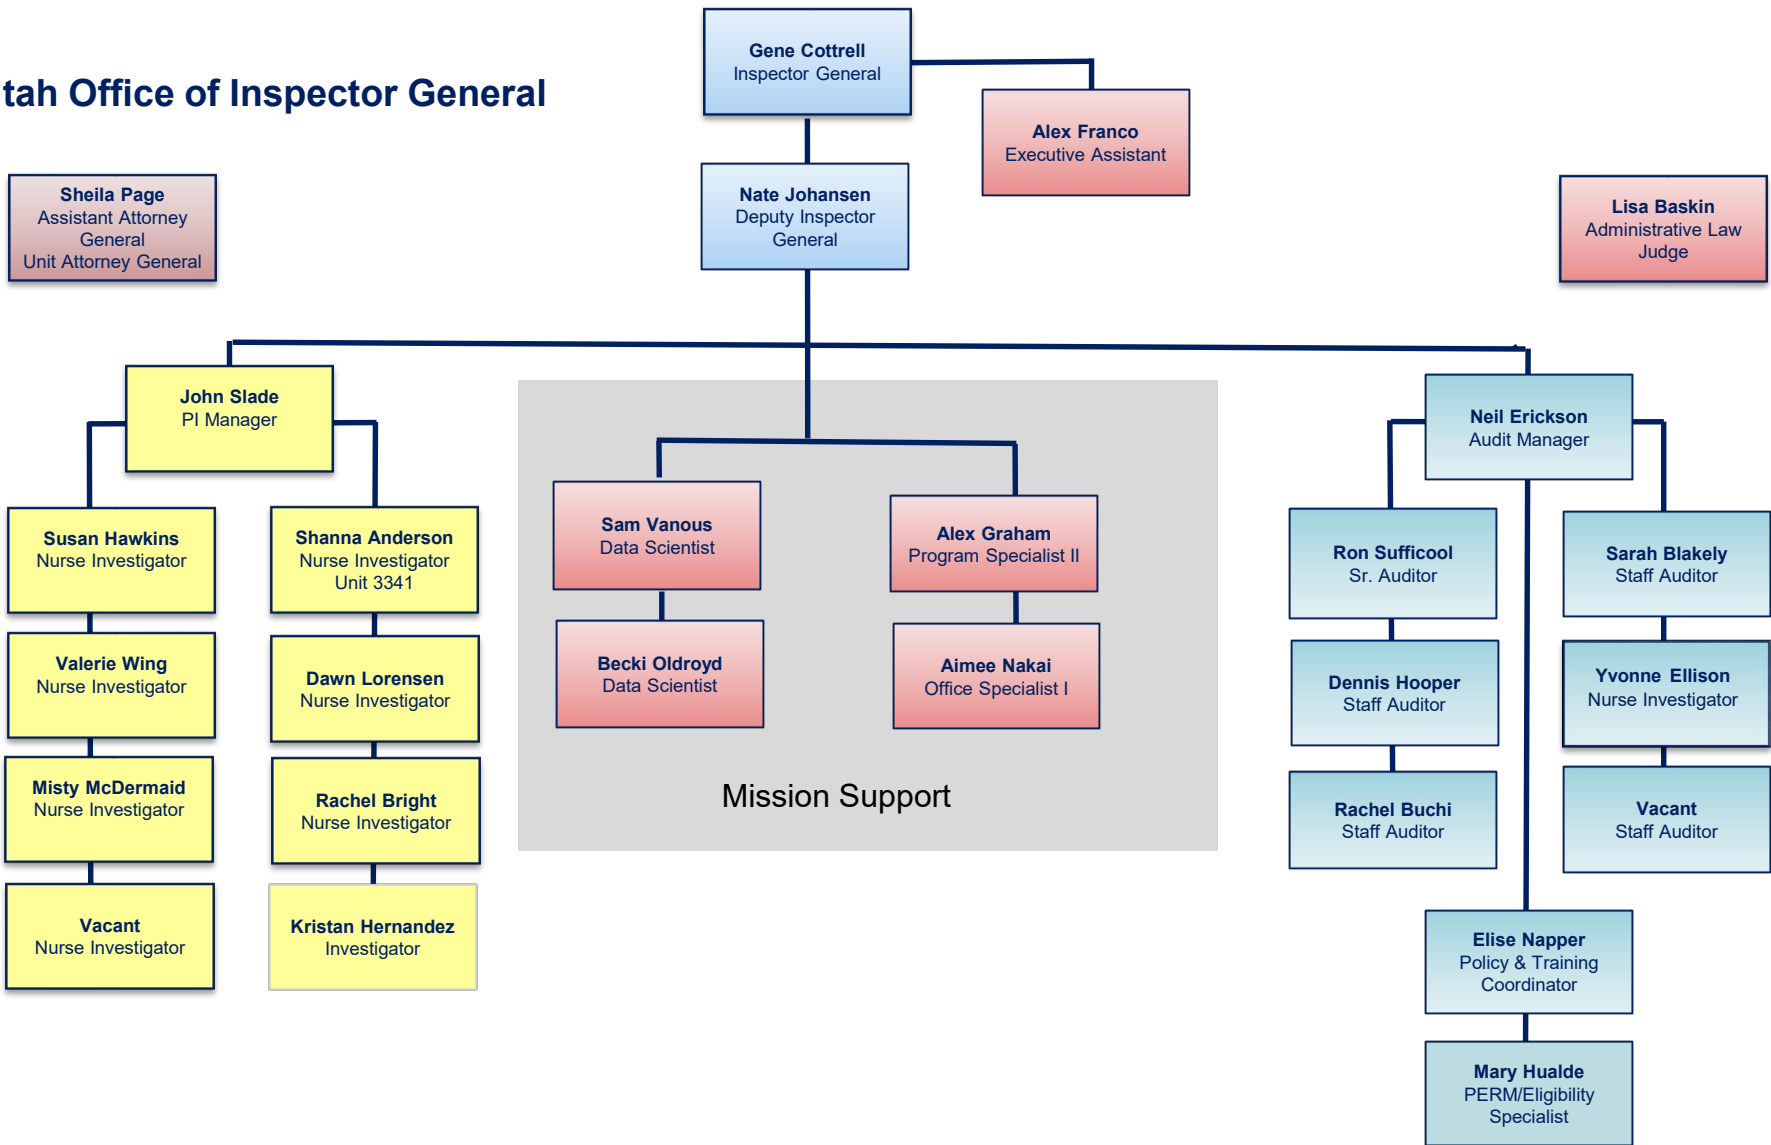 tah Office of Inspector General
Gene Cottrell
Inspector General
Alex Franco
Executive Assistant
Sheila Page
Assistant Attorney
General
Unit Attorney General
Nate Johansen
Deputy Inspector
General
Lisa Baskin
Administrative Law
Judge
John Slade
PI Manager
Susan Hawkins
Nurse Investigator
Valerie Wing
Nurse Investigator
Misty McDermaid
Nurse Investigator
Vacant
Nurse Investigator
Shanna Anderson
Nurse Investigator
Unit 3341
Dawn Lorensen
Nurse Investigator
Rachel Bright
Nurse Investigator
Kristan Hernandez
Investigator
Sam Vanous
Data Scientist
Becki Oldroyd
Data Scientist
Alex Graham
Program Specialist II
Aimee Nakai
Office Specialist I
Mission Support
Neil Erickson
Audit Manager
Ron Sufficool
Sr. Auditor
Dennis Hooper
Staff Auditor
Rachel Buchi
Staff Auditor
Sarah Blakely
Staff Auditor
Yvonne Ellison
Nurse Investigator
Vacant
Staff Auditor
Elise Napper
Policy & Training
Coordinator
Mary Hualde
PERM/Eligibility
Specialist